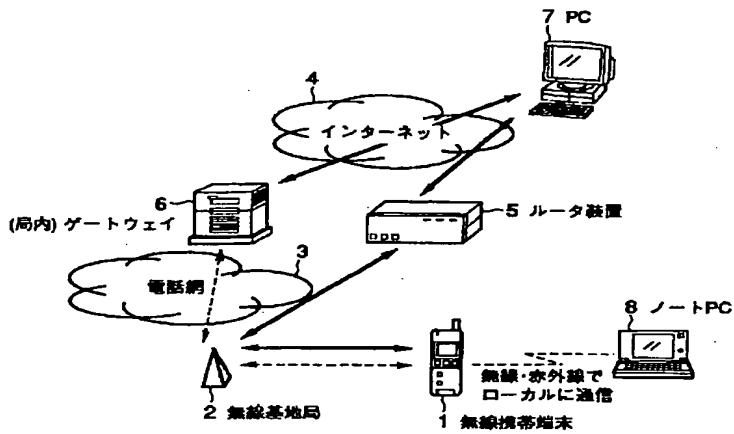 7 PC
4
インターネット
6
(局内) ゲートウェイ
5 ルータ装置
3
電話網
8 ノートPC
2 無線基地局
無線・赤外線で
ローカルに通信
1 無線携帯端末